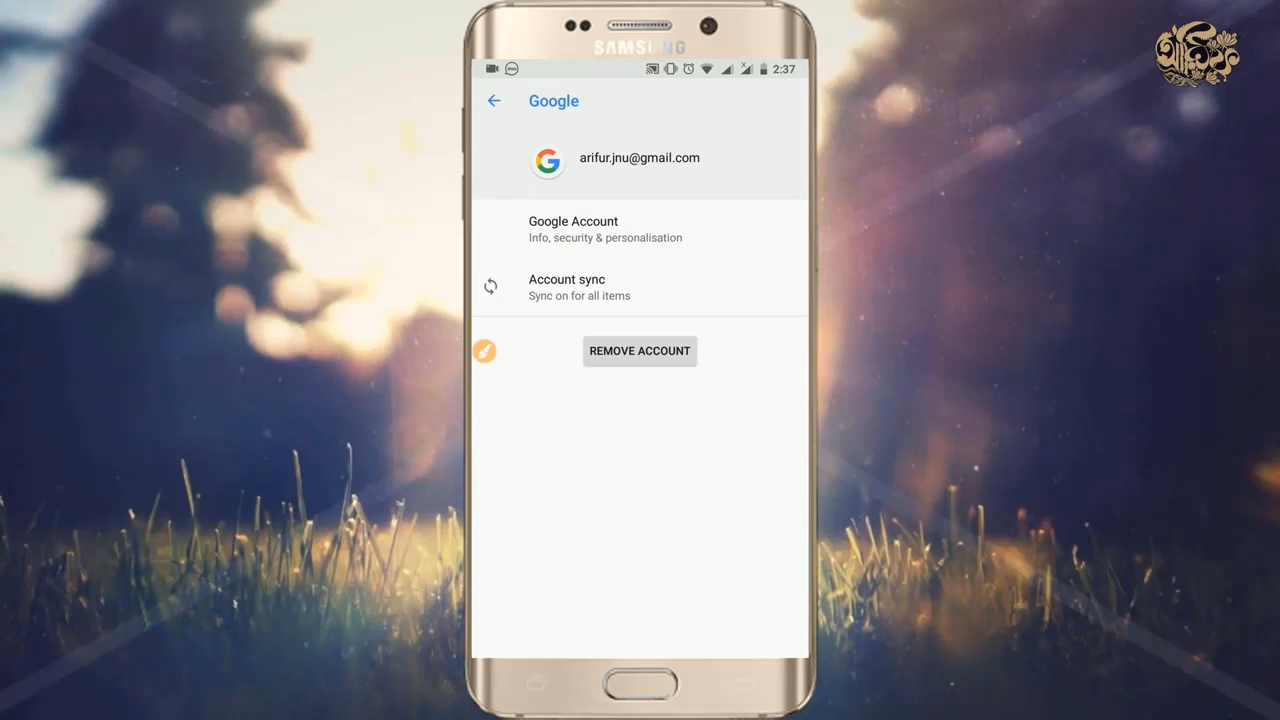 SAMSUNG
2:37
Google
arifur.jnu@gmail.com
Google Account
Info, security & personalisation
Account sync
Sync on for all items
REMOVE ACCOUNT